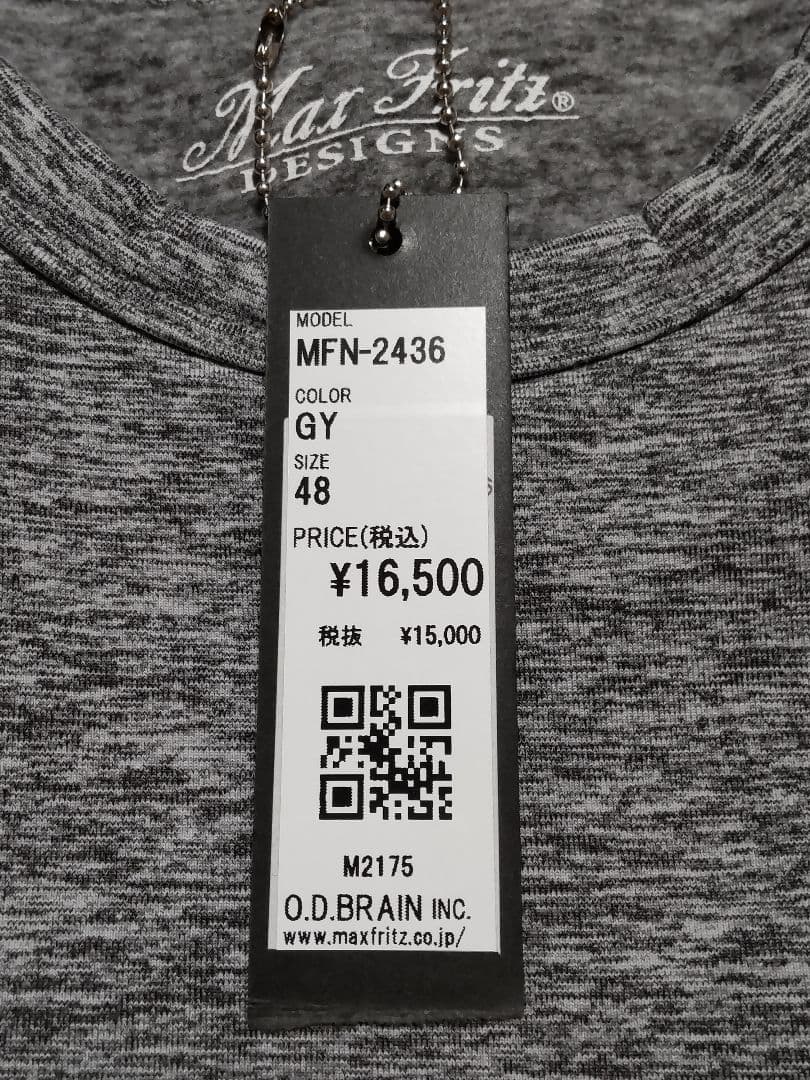 Max Fritz®
DESIGNS
MODEL
MFN-2436
COLOR
GY
SIZE
48
PRICE(税込)
¥16,500
税抜 ¥15,000
M2175
O.D.BRAIN INC.
www.maxfritz.co.jp/